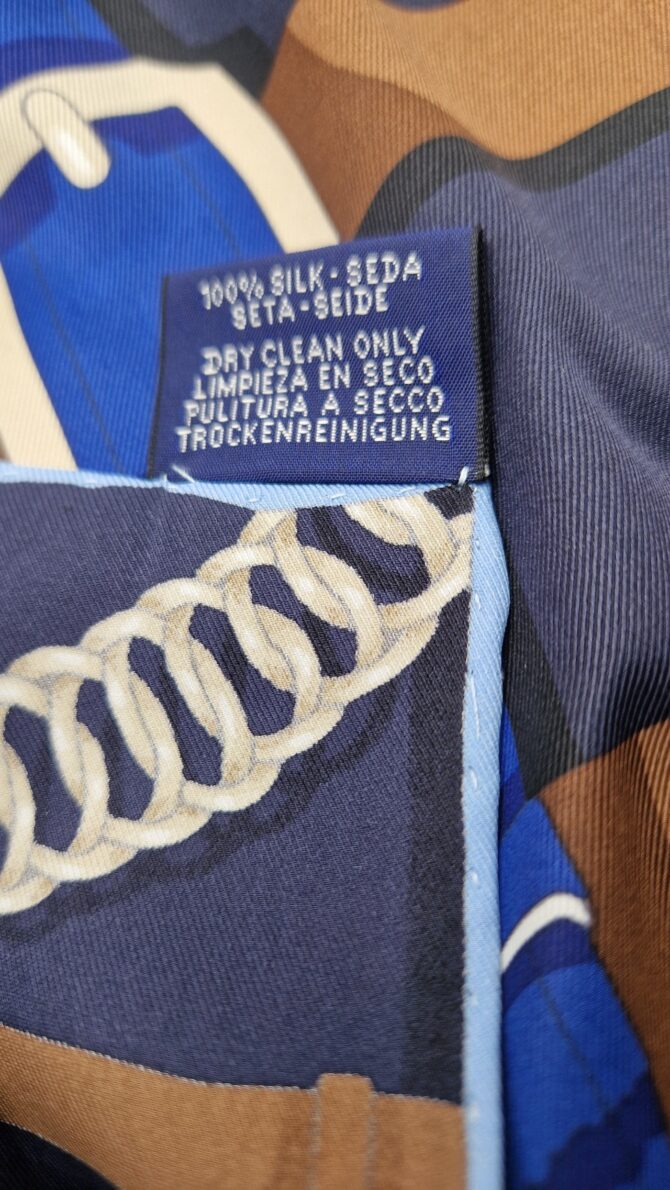 100% SILK - SEDA
SETA - SEIDE
DRY CLEAN ONLY
LIMPIEZA EN SECO
PULITURA A SECCO
TROCKENREINIGUNG